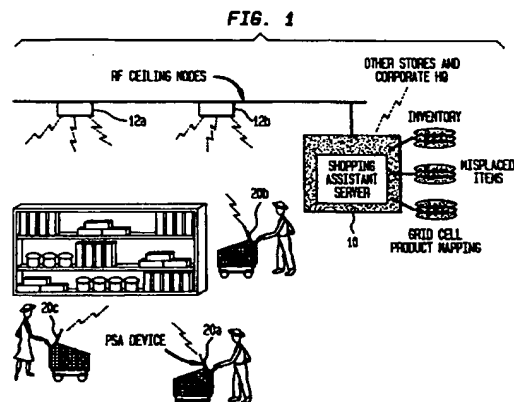 FIG. 1
RF CEILING NODES
OTHER STORES AND
CORPORATE HQ
12a
12b
INVENTORY
SHOPPING
ASSISTANT
SERVER
MISPLACED
ITEMS
10
GRID CELL
PRODUCT MAPPING
20b
20c
PSA DEVICE
20a